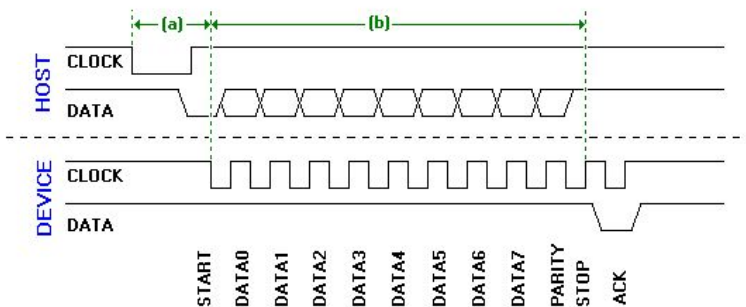 (a)
(b)
HOST
CLOCK
DATA
DEVICE
CLOCK
DATA
START
DATA0
DATA1
DATA2
DATA3
DATA4
DATA5
DATA6
DATA7
PARITY
STOP
ACK